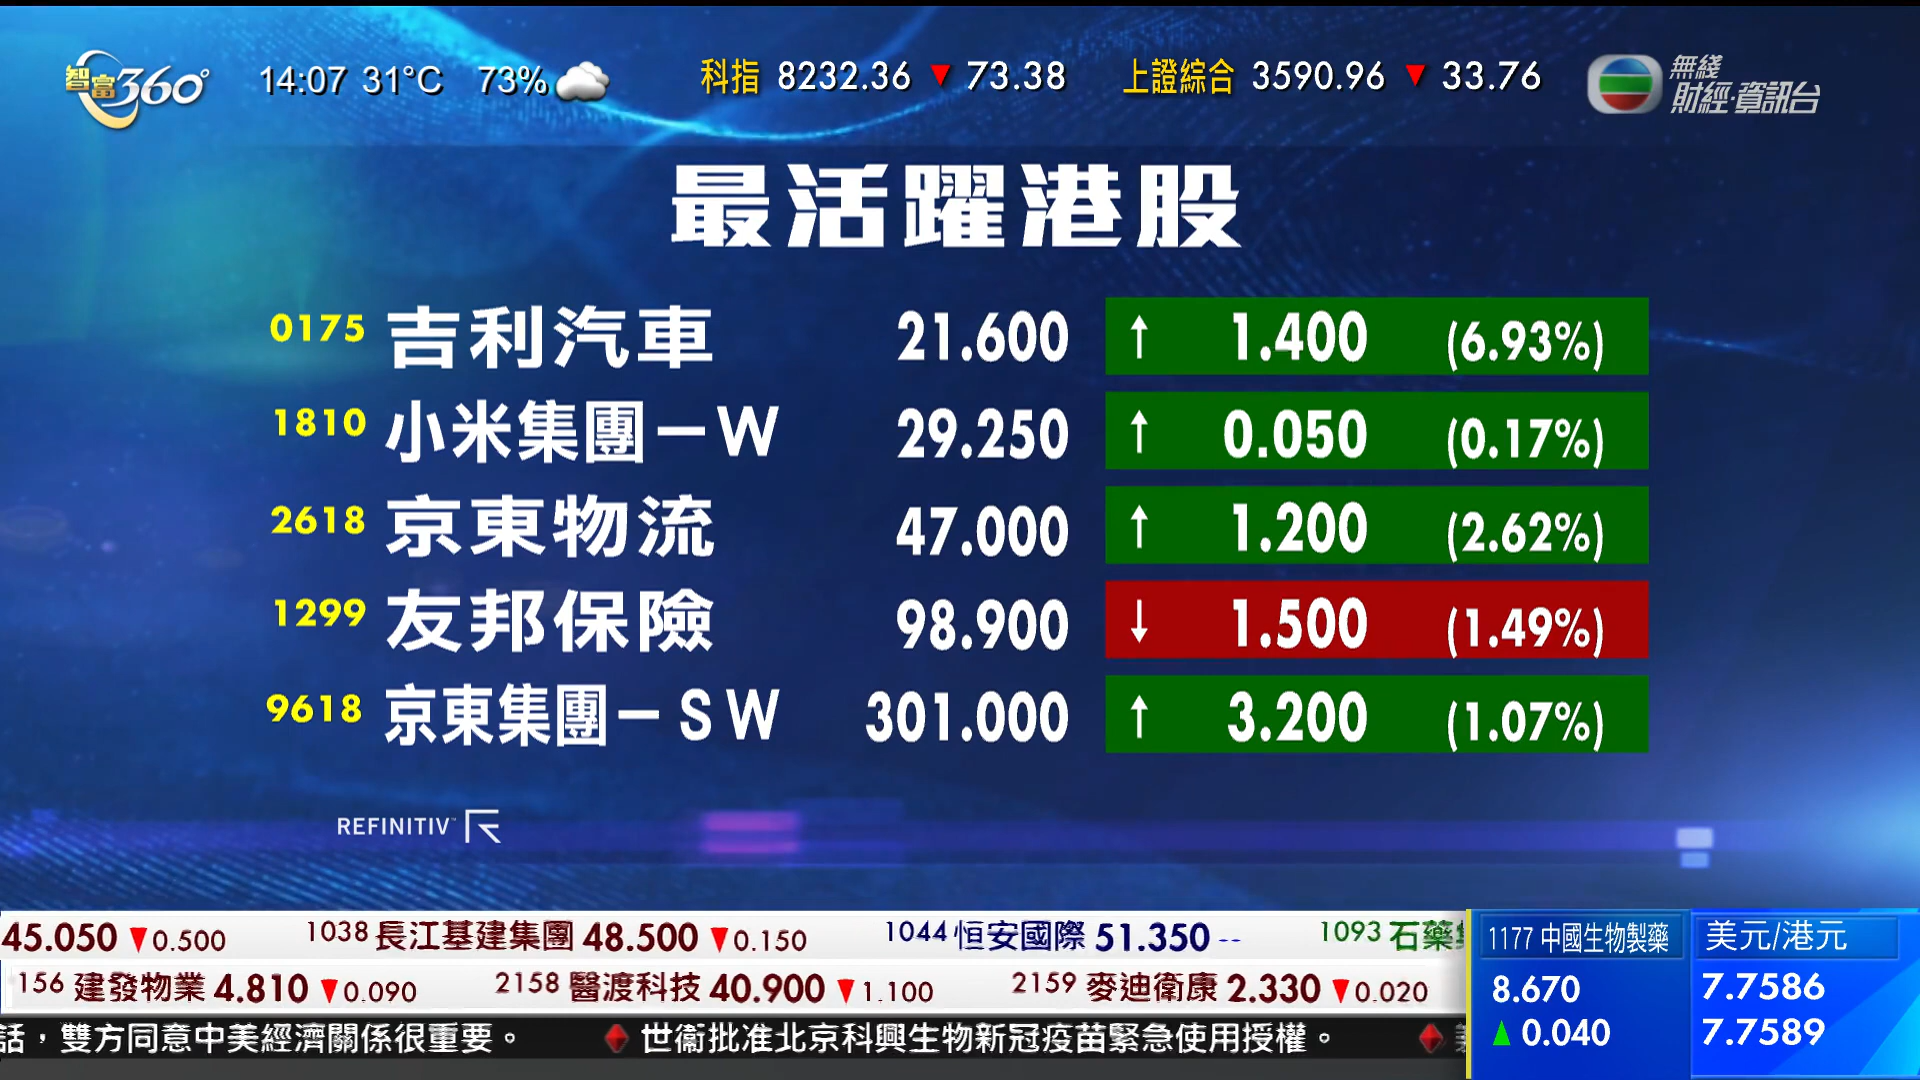 智富360°
14:07 31°C 73%
科指 8232.36 ▼ 73.38
上證綜合 3590.96 ▼ 33.76
無綫
財經·資訊台
最活躍港股
0175 吉利汽車 21.600 ↑ 1.400 (6.93%)
1810 小米集團－W 29.250 ↑ 0.050 (0.17%)
2618 京東物流 47.000 ↑ 1.200 (2.62%)
1299 友邦保險 98.900 ↓ 1.500 (1.49%)
9618 京東集團－SW 301.000 ↑ 3.200 (1.07%)
REFINITIV
45.050 ▼0.500 1038 長江基建集團 48.500 ▼0.150 1044 恒安國際 51.350 -- 1093 石藥
156 建發物業 4.810 ▼0.090 2158 醫渡科技 40.900 ▼1.100 2159 麥迪衛康 2.330 ▼0.020
話，雙方同意中美經濟關係很重要。 世衞批准北京科興生物新冠疫苗緊急使用授權。
1177 中國生物製藥
8.670
▲ 0.040
美元/港元
7.7586
7.7589